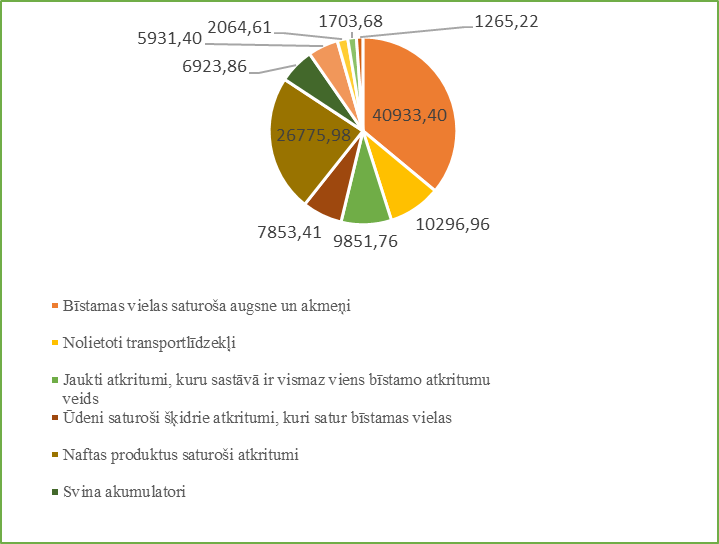 2064,61
1703,68
1265,22
5931,40
6923,86
40933,40
26775,98
10296,96
7853,41
9851,76
Bīstamas vielas saturoša augsne un akmeņi
Nolietoti transportlīdzekļi
Jaukti atkritumi, kuru sastāvā ir vismaz viens bīstamo atkritumu
veids
Ūdeni saturoši šķidrie atkritumi, kuri satur bīstamas vielas
Naftas produktus saturoši atkritumi
Svina akumulatori